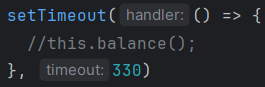 setTimeout( handler: () => {
  //this.balance();
}, timeout: 330)